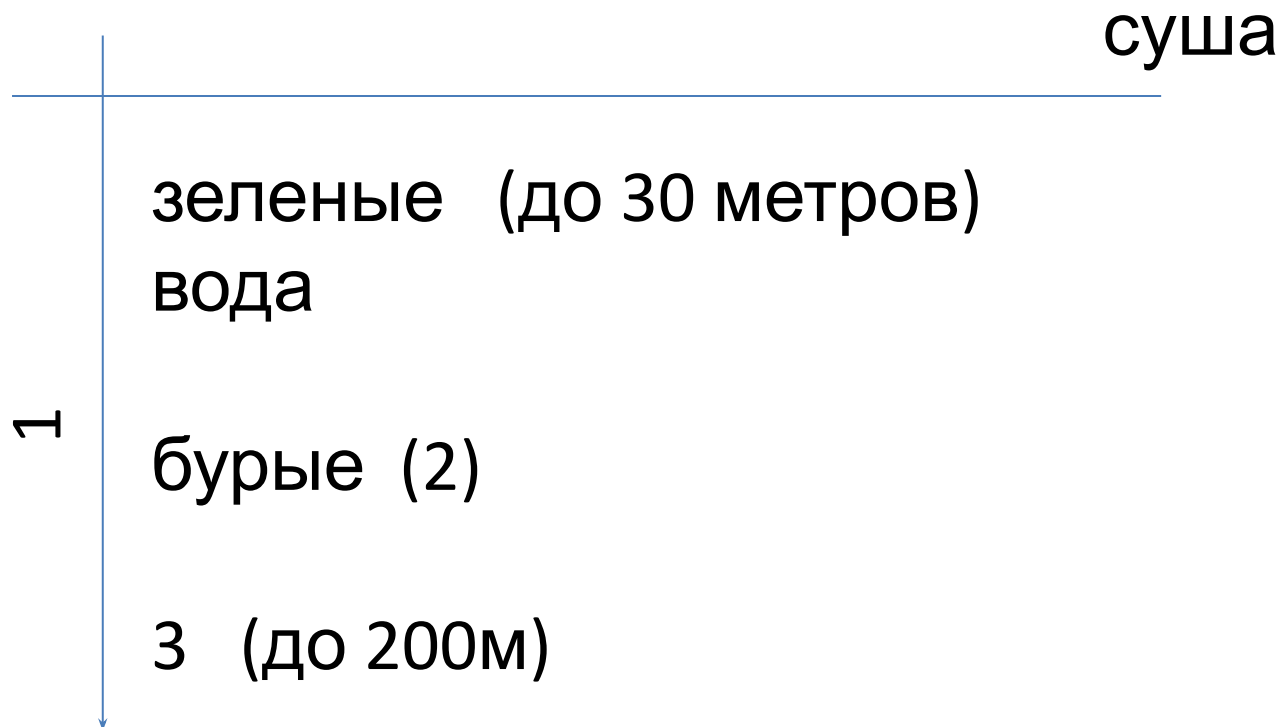 суша
зеленые (до 30 метров)
вода
1
бурые (2)
3 (до 200м)